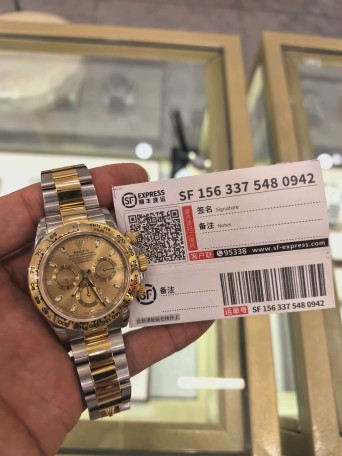 SF EXPRESS
顺丰速运
SF 156 337 548 0942
签名 Signature
备注 Notes
客户联
95338 www.sf-express.com
SF
备注
运单号 SF 156 337 548 0942
ROLEX